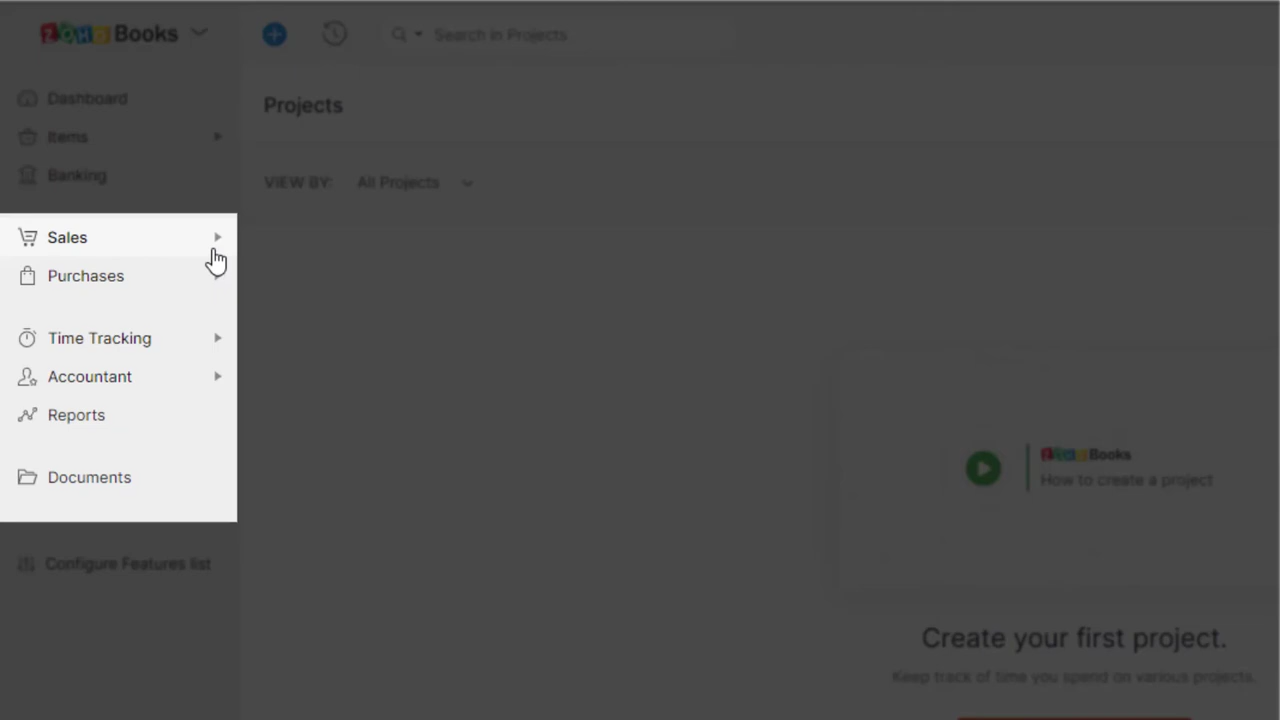 ZOHO Books
Search in Projects
Dashboard
Items
Banking
Sales
Purchases
Time Tracking
Accountant
Reports
Documents
Configure Features list
Projects
VIEW BY: All Projects
ZOHO Books
How to create a project
Create your first project.
Keep track of time you spend on various projects.